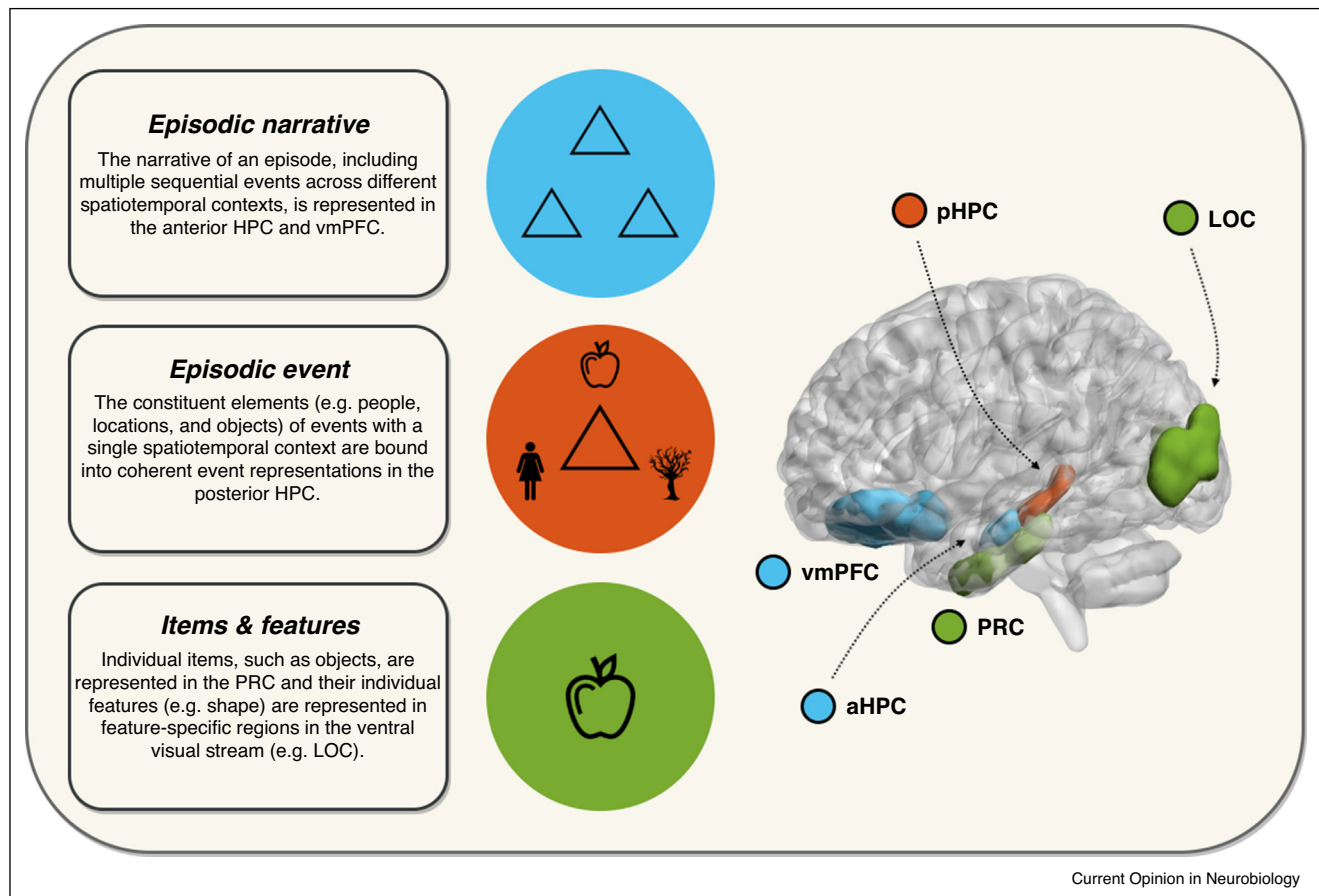 Episodic narrative
The narrative of an episode, including
multiple sequential events across different
spatiotemporal contexts, is represented in
the anterior HPC and vmPFC.
Episodic event
The constituent elements (e.g. people,
locations, and objects) of events with a
single spatiotemporal context are bound
into coherent event representations in the
posterior HPC.
Items & features
Individual items, such as objects, are
represented in the PRC and their individual
features (e.g. shape) are represented in
feature-specific regions in the ventral
visual stream (e.g. LOC).
pHPC
LOC
vmPFC
PRC
aHPC
Current Opinion in Neurobiology